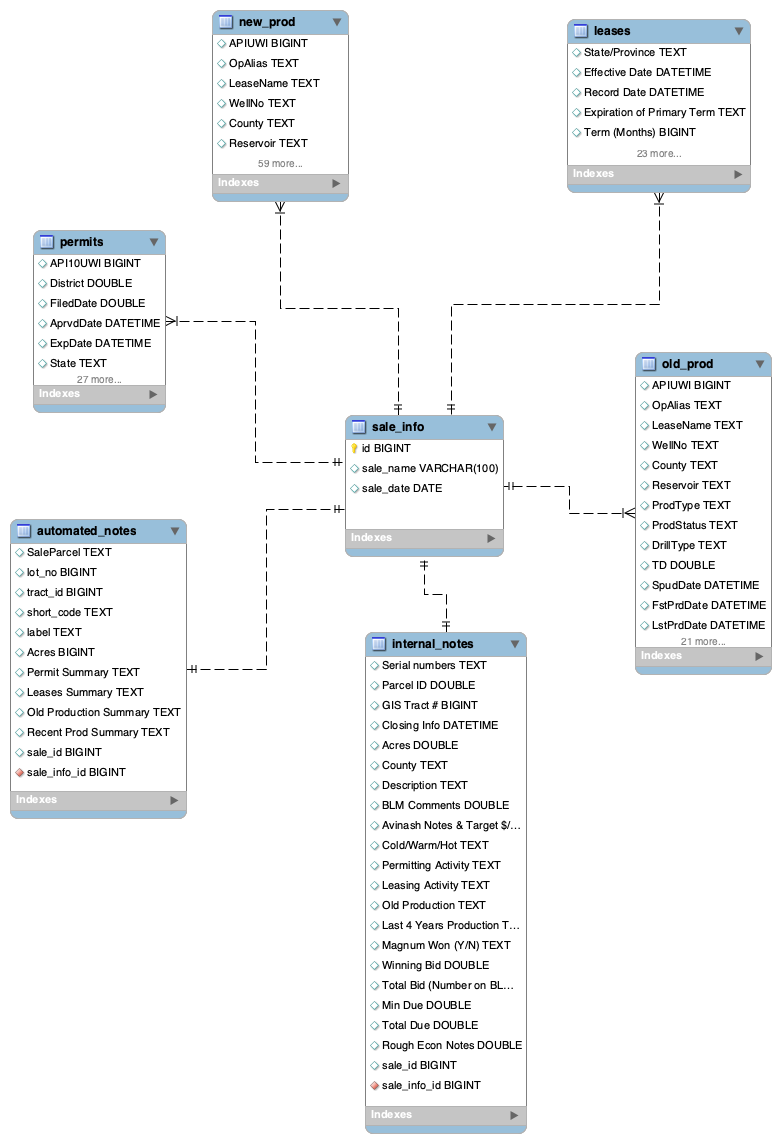 new_prod
APIUWI BIGINT
OpAlias TEXT
LeaseName TEXT
WellNo TEXT
County TEXT
Reservoir TEXT
59 more...
Indexes
leases
State/Province TEXT
Effective Date DATETIME
Record Date DATETIME
Expiration of Primary Term TEXT
Term (Months) BIGINT
23 more...
Indexes
permits
API10UWI BIGINT
District DOUBLE
FiledDate DOUBLE
AprvdDate DATETIME
ExpDate DATETIME
State TEXT
27 more...
Indexes
old_prod
APIUWI BIGINT
OpAlias TEXT
LeaseName TEXT
WellNo TEXT
County TEXT
Reservoir TEXT
ProdType TEXT
ProdStatus TEXT
DrillType TEXT
TD DOUBLE
SpudDate DATETIME
FstPrdDate DATETIME
LstPrdDate DATETIME
21 more...
Indexes
sale_info
id BIGINT
sale_name VARCHAR(100)
sale_date DATE
Indexes
automated_notes
SaleParcel TEXT
lot_no BIGINT
tract_id BIGINT
short_code TEXT
label TEXT
Acres BIGINT
Permit Summary TEXT
Leases Summary TEXT
Old Production Summary TEXT
Recent Prod Summary TEXT
sale_id BIGINT
sale_info_id BIGINT
Indexes
internal_notes
Serial numbers TEXT
Parcel ID DOUBLE
GIS Tract # BIGINT
Closing Info DATETIME
Acres DOUBLE
County TEXT
Description TEXT
BLM Comments DOUBLE
Avinash Notes & Target $/...
Cold/Warm/Hot TEXT
Permitting Activity TEXT
Leasing Activity TEXT
Old Production TEXT
Last 4 Years Production T...
Magnum Won (Y/N) TEXT
Winning Bid DOUBLE
Total Bid (Number on BL...
Min Due DOUBLE
Total Due DOUBLE
Rough Econ Notes DOUBLE
sale_id BIGINT
sale_info_id BIGINT
Indexes